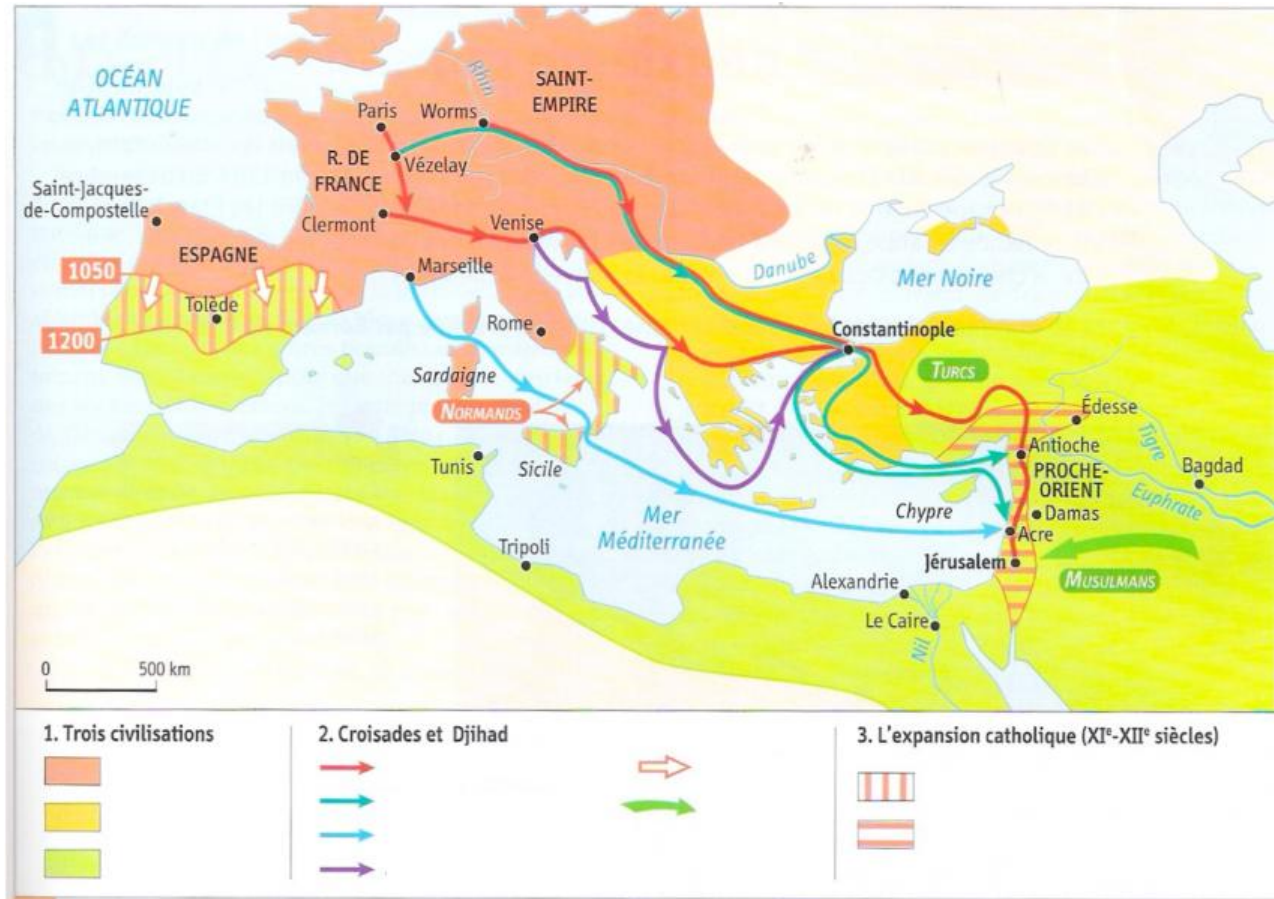 OCÉAN
ATLANTIQUE
Rhin
SAINT-
EMPIRE
Paris
Worms
Vézelay
R. DE
FRANCE
Saint-Jacques-
de-Compostelle
Clermont
Venise
ESPAGNE
1050
Marseille
Danube
Mer Noire
Tolède
1200
Rome
Constantinople
Sardaigne
TURCS
NORMANDS
Édesse
Tigre
Antioche
Tunis
Sicile
PROCHE-
ORIENT
Bagdad
Euphrate
Chypre
Damas
Mer
Méditerranée
Acre
Tripoli
Jérusalem
Alexandrie
MUSULMANS
Le Caire
Nil
0 500 km
1. Trois civilisations
2. Croisades et Djihad
3. L'expansion catholique (XIe-XIIe siècles)